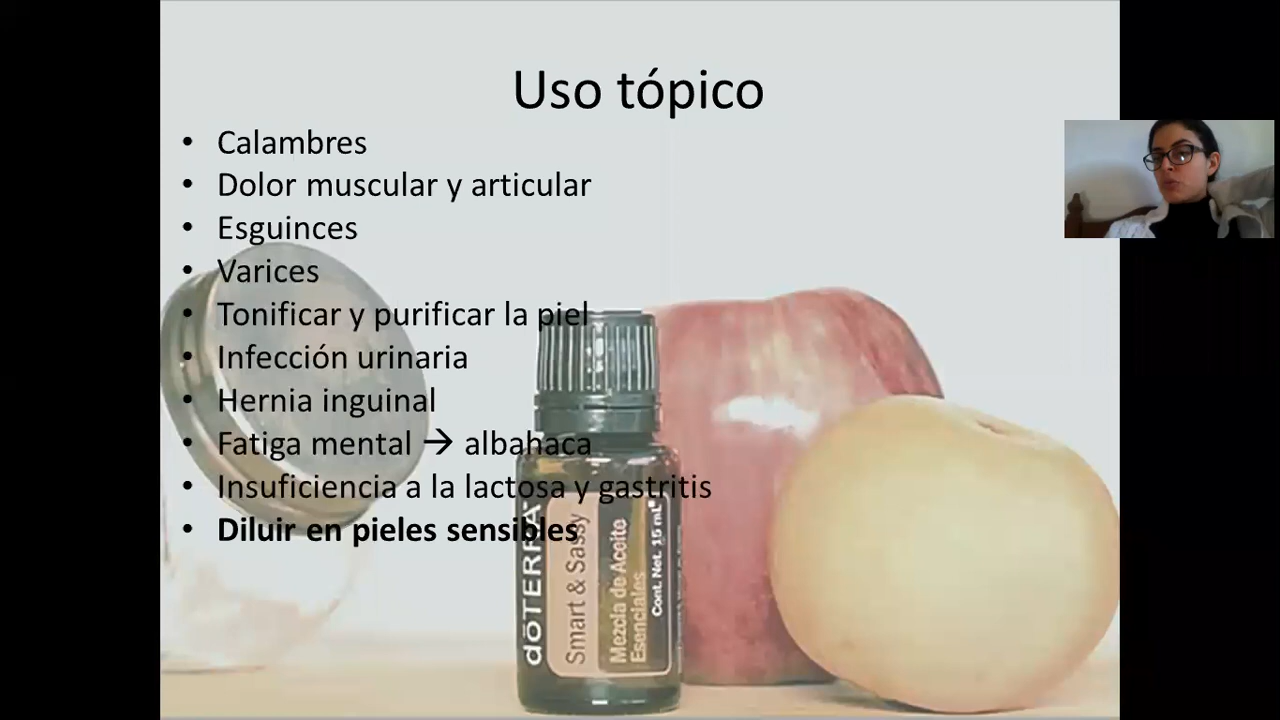 Uso tópico
• Calambres
• Dolor muscular y articular
• Esguinces
• Varices
• Tonificar y purificar la piel
• Infección urinaria
• Hernia inguinal
• Fatiga mental → albahaca
• Insuficiencia a la lactosa y gastritis
• Diluir en pieles sensibles
dōTERRA
Smart & Sassy
Mezcla de Aceite
Esenciales
Cont. Net. 15 mL